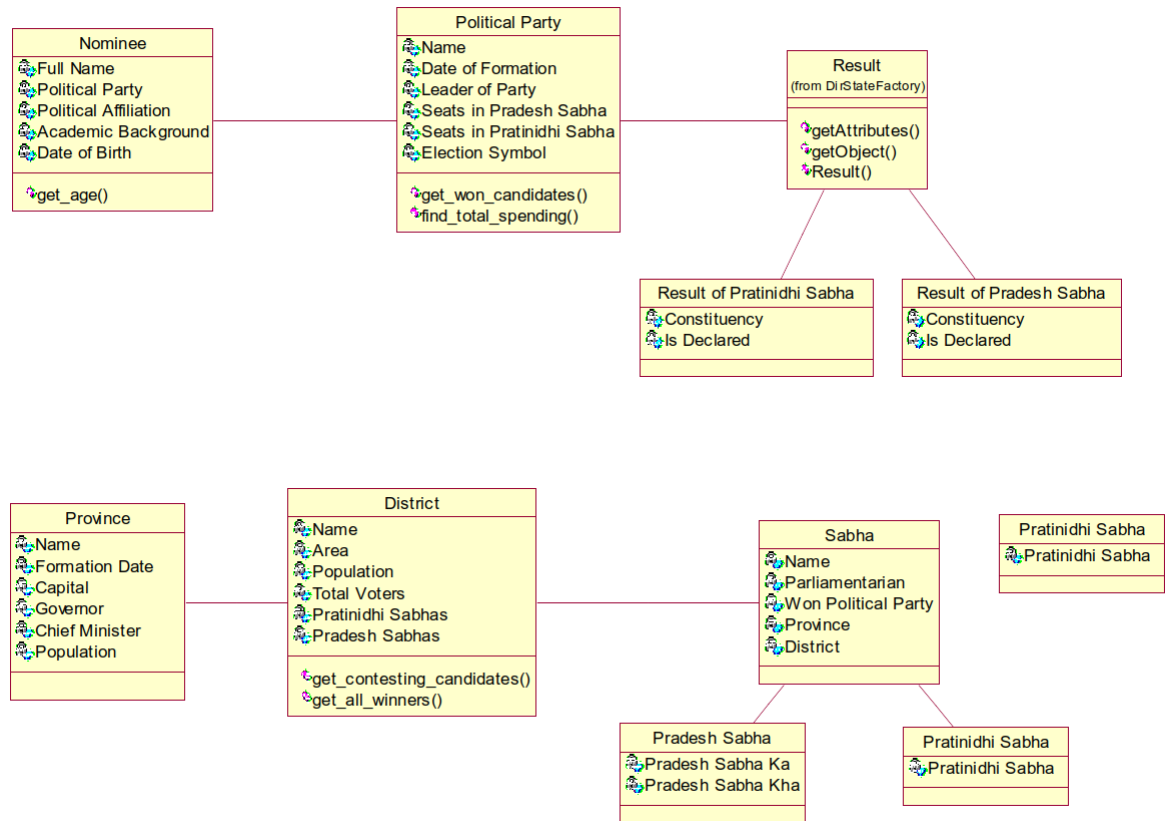 Nominee
Full Name
Political Party
Political Affiliation
Academic Background
Date of Birth
get_age()
Political Party
Name
Date of Formation
Leader of Party
Seats in Pradesh Sabha
Seats in Pratinidhi Sabha
Election Symbol
get_won_candidates()
find_total_spending()
Result
(from DirStateFactory)
getAttributes()
getObject()
Result()
Result of Pratinidhi Sabha
Constituency
Is Declared
Result of Pradesh Sabha
Constituency
Is Declared
Province
Name
Formation Date
Capital
Governor
Chief Minister
Population
District
Name
Area
Population
Total Voters
Pratinidhi Sabhas
Pradesh Sabhas
get_contesting_candidates()
get_all_winners()
Sabha
Name
Parliamentarian
Won Political Party
Province
District
Pratinidhi Sabha
Pratinidhi Sabha
Pradesh Sabha
Pradesh Sabha Ka
Pradesh Sabha Kha
Pratinidhi Sabha
Pratinidhi Sabha